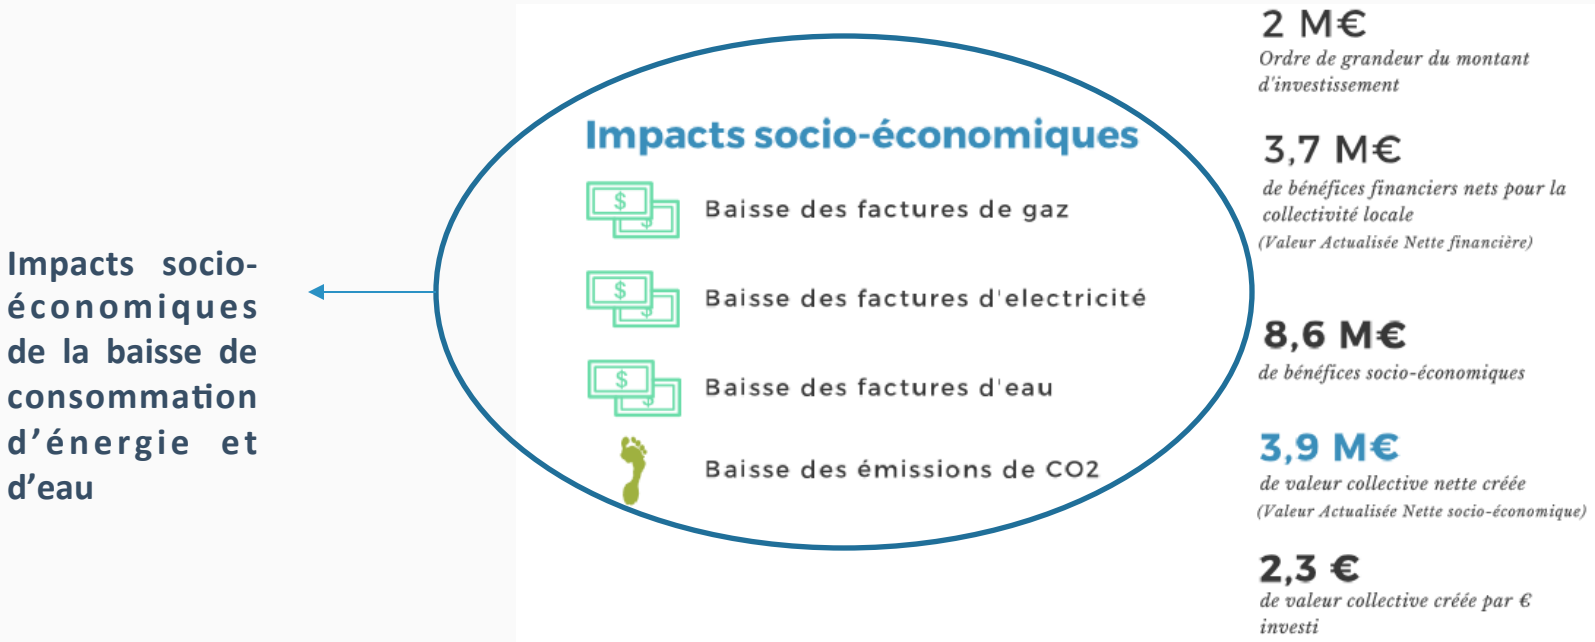 Impacts socio-
économiques
de la baisse de
consommation
d’énergie et
d’eau
Impacts socio-économiques
Baisse des factures de gaz
Baisse des factures d'electricité
Baisse des factures d'eau
Baisse des émissions de CO2
2 M€
Ordre de grandeur du montant
d'investissement
3,7 M€
de bénéfices financiers nets pour la
collectivité locale
(Valeur Actualisée Nette financière)
8,6 M€
de bénéfices socio-économiques
3,9 M€
de valeur collective nette créée
(Valeur Actualisée Nette socio-économique)
2,3 €
de valeur collective créée par €
investi